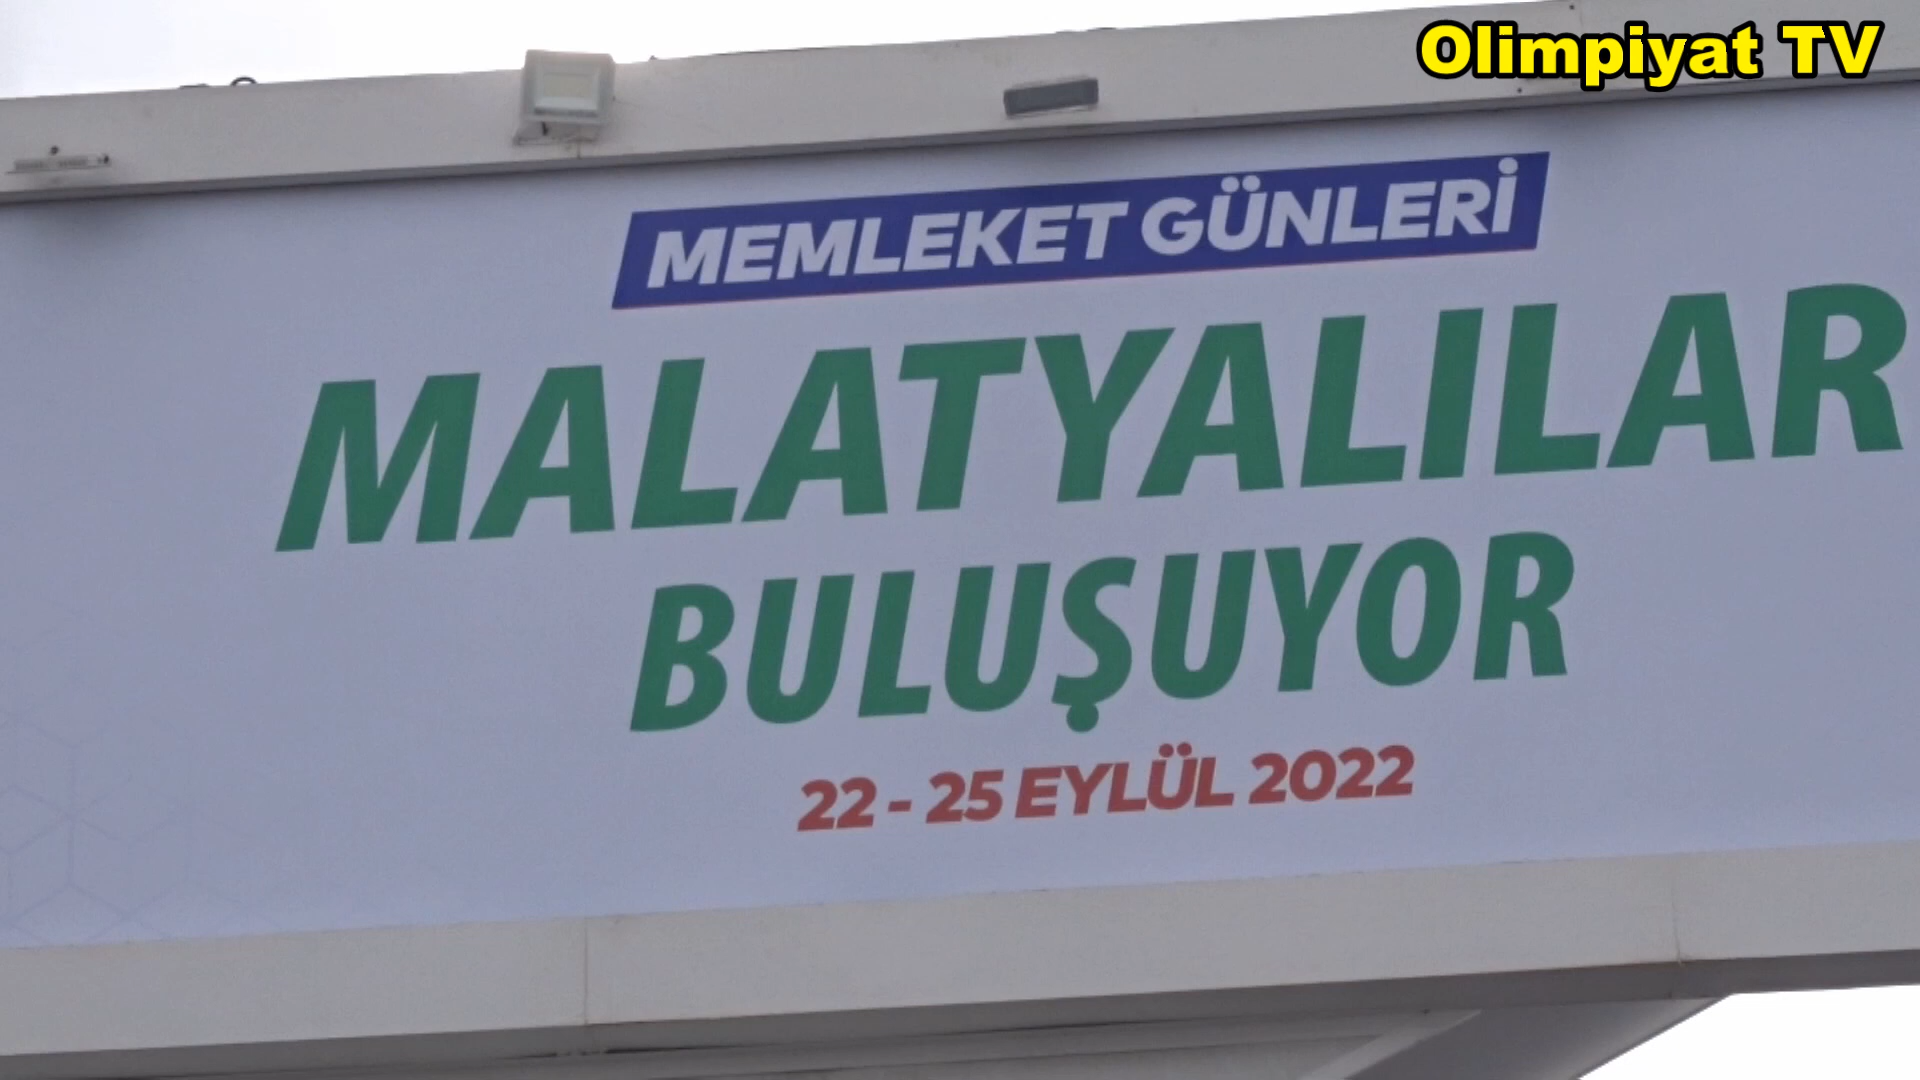 Olimpiyat TV
MEMLEKET GÜNLERİ
MALATYALILAR
BULUŞUYOR
22 - 25 EYLÜL 2022